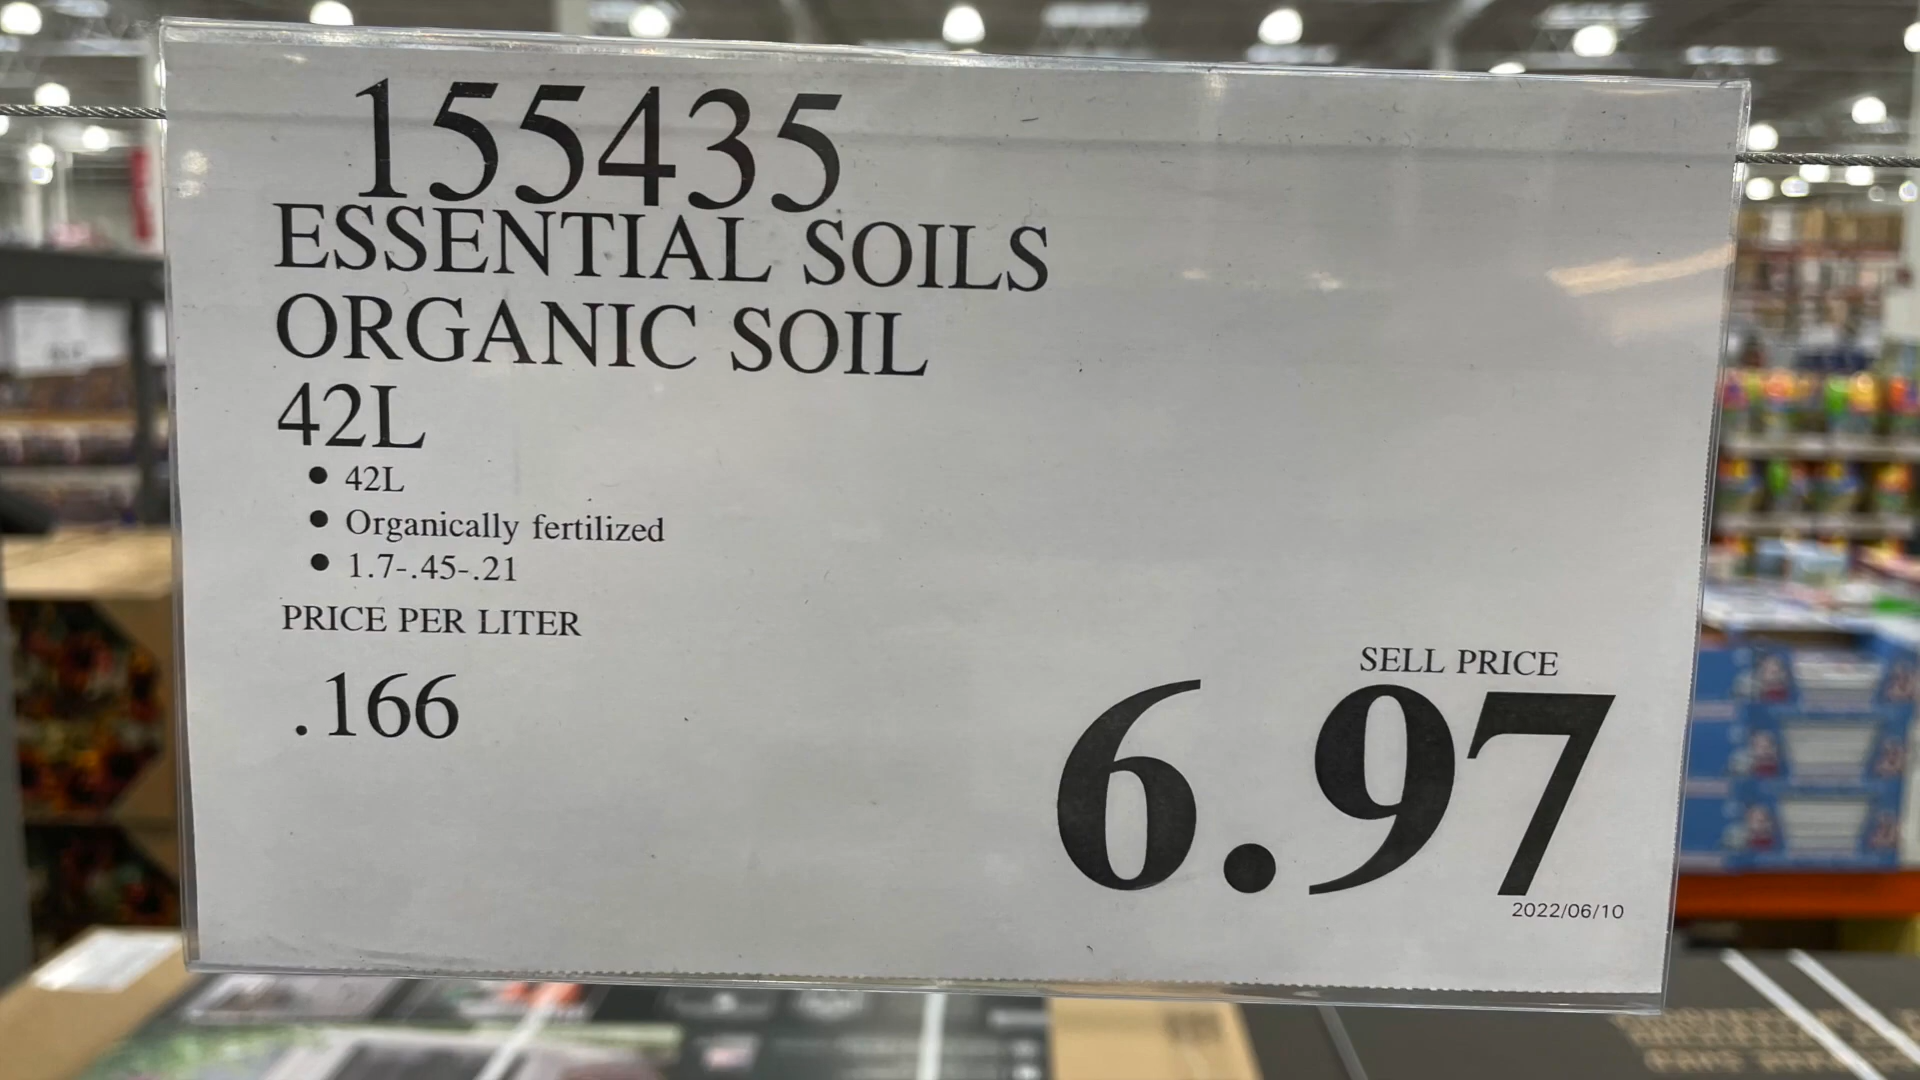 155435
ESSENTIAL SOILS
ORGANIC SOIL
42L
• 42L
• Organically fertilized
• 1.7-.45-.21
PRICE PER LITER
.166
SELL PRICE
6.97
2022/06/10